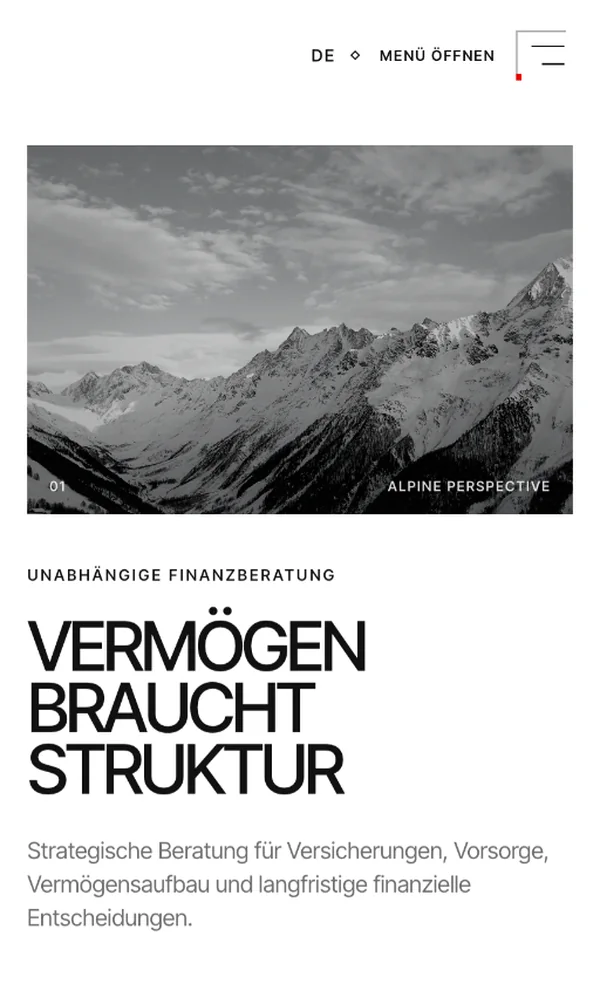 DE ◇ MENÜ ÖFFNEN
01
ALPINE PERSPECTIVE
UNABHÄNGIGE FINANZBERATUNG
VERMÖGEN
BRAUCHT
STRUKTUR
Strategische Beratung für Versicherungen, Vorsorge,
Vermögensaufbau und langfristige finanzielle
Entscheidungen.